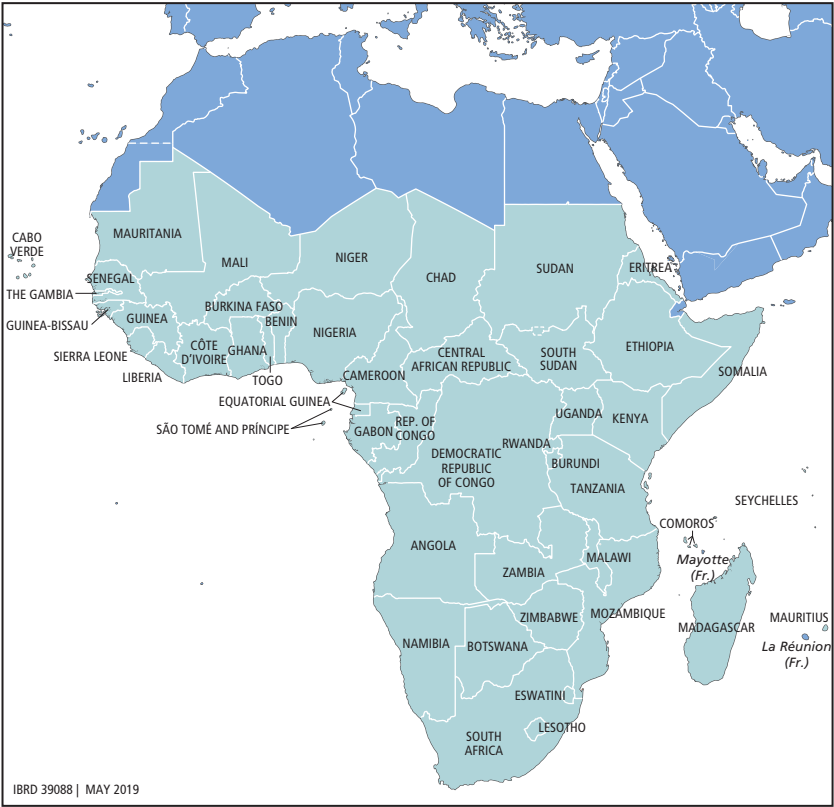 CABO
VERDE
MAURITANIA
MALI
NIGER
CHAD
SUDAN
ERITREA
SENEGAL
THE GAMBIA
GUINEA-BISSAU
GUINEA
BURKINA FASO
BENIN
NIGERIA
SIERRA LEONE
LIBERIA
CÔTE
D'IVOIRE
GHANA
TOGO
CAMEROON
CENTRAL
AFRICAN REPUBLIC
SOUTH
SUDAN
ETHIOPIA
SOMALIA
EQUATORIAL GUINEA
SÃO TOMÉ AND PRÍNCIPE
GABON
REP. OF
CONGO
DEMOCRATIC
REPUBLIC
OF CONGO
UGANDA
KENYA
RWANDA
BURUNDI
TANZANIA
SEYCHELLES
COMOROS
Mayotte
(Fr.)
ANGOLA
ZAMBIA
MALAWI
MOZAMBIQUE
ZIMBABWE
MADAGASCAR
MAURITIUS
La Réunion
(Fr.)
NAMIBIA
BOTSWANA
ESWATINI
LESOTHO
SOUTH
AFRICA
IBRD 39088 | MAY 2019